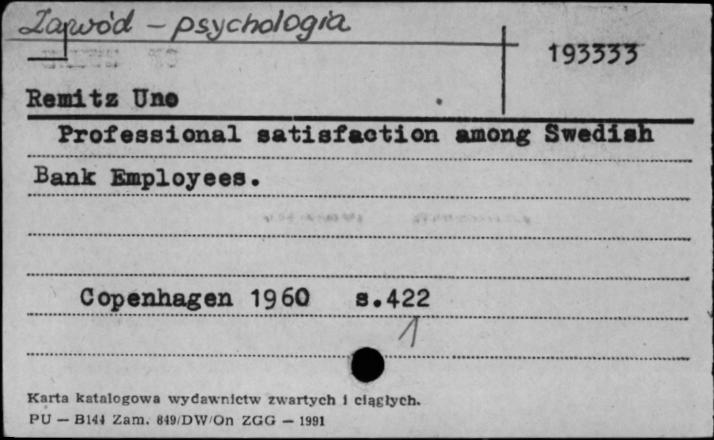 Zawód - psychologia
193333
Remitz Uno
Professional satisfaction among Swedish
Bank Employees.
Copenhagen 1960 s.422
1
Karta katalogowa wydawnictw zwartych i ciągłych.
PU — B144 Zam. 849/DW/On ZGG — 1991